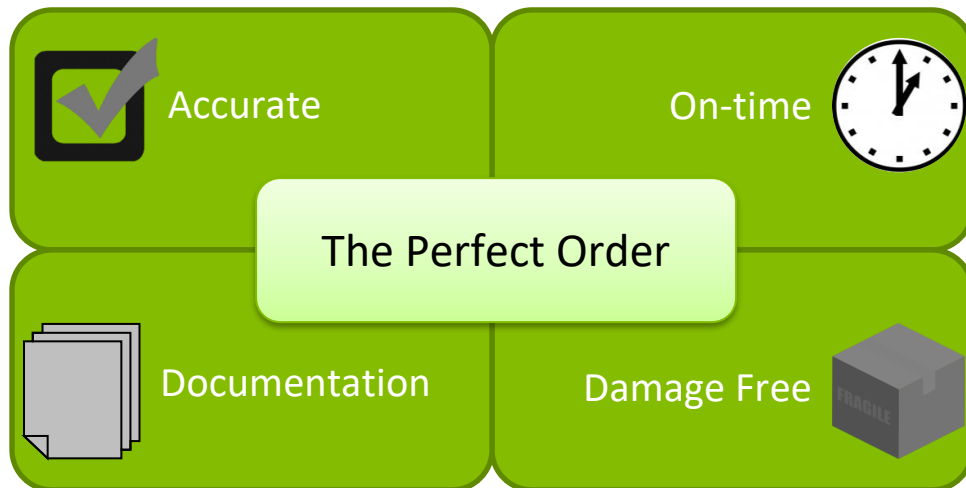 Accurate
On-time
The Perfect Order
Documentation
Damage Free
FRAGILE